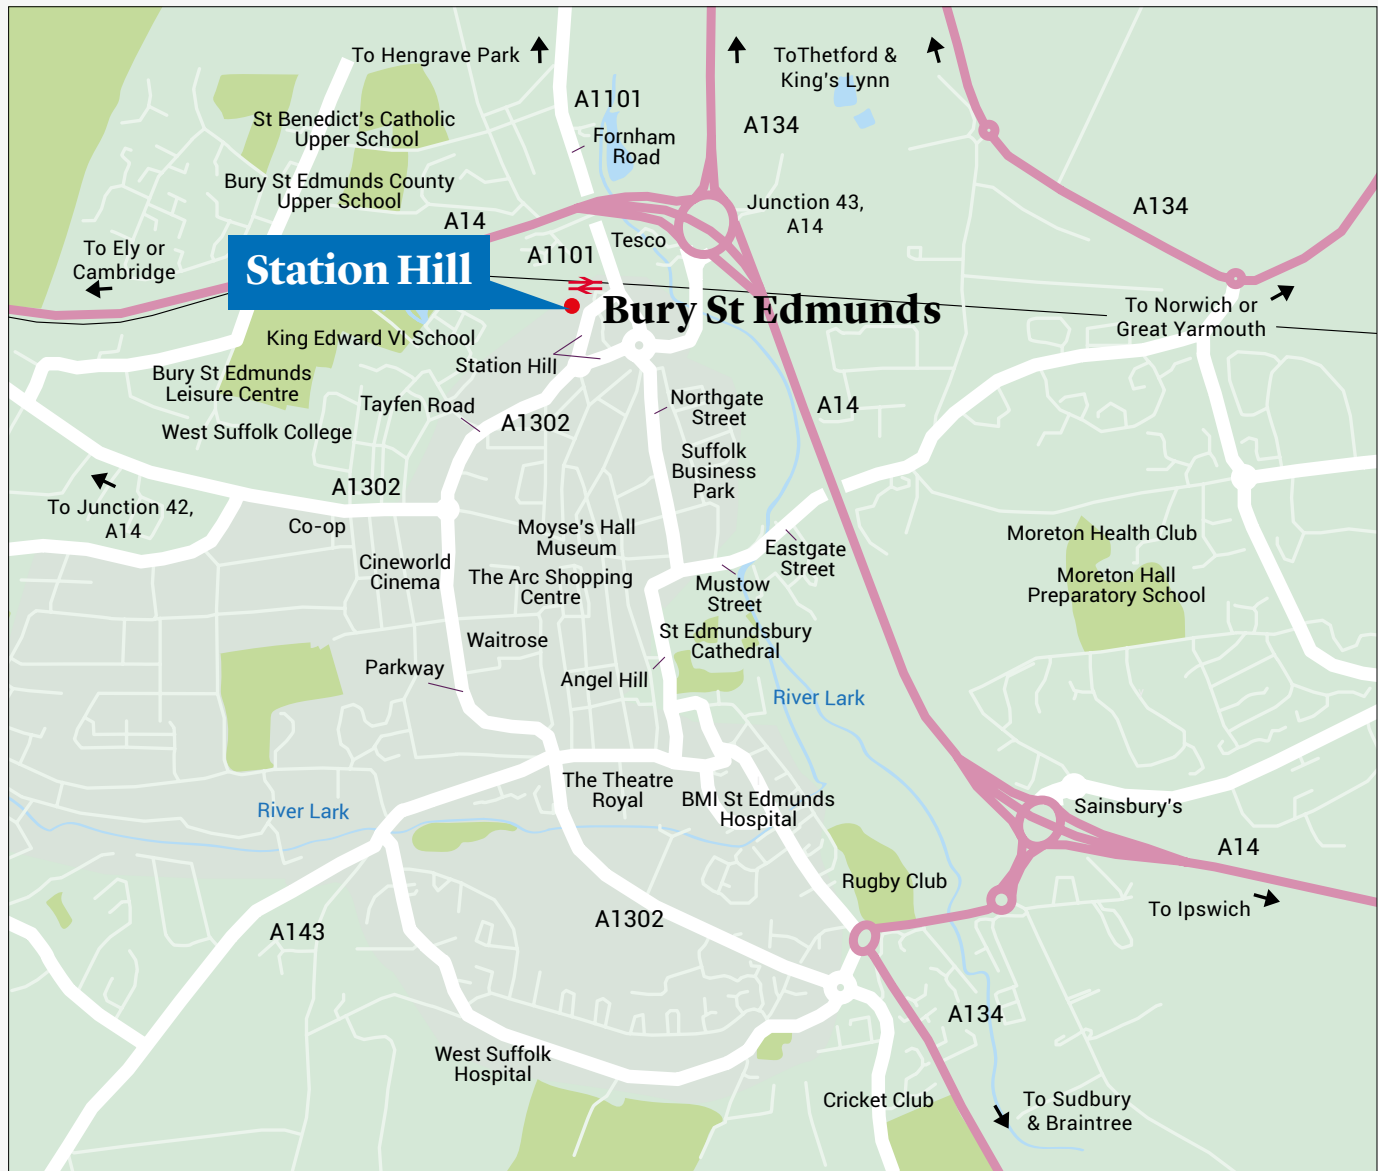 To Hengrave Park
ToThetford &
King's Lynn
A1101
A134
St Benedict's Catholic
Upper School
Fornham
Road
Bury St Edmunds County
Upper School
A14
Junction 43,
A14
A134
To Ely or
Cambridge
A1101
Tesco
Station Hill
Bury St Edmunds
To Norwich or
Great Yarmouth
King Edward VI School
Station Hill
Bury St Edmunds
Leisure Centre
Tayfen Road
A1302
Northgate
Street
A14
West Suffolk College
Suffolk
Business
Park
A1302
To Junction 42,
A14
Co-op
Moyse's Hall
Museum
Eastgate
Street
Moreton Health Club
Cineworld
Cinema
The Arc Shopping
Centre
Mustow
Street
Moreton Hall
Preparatory School
Waitrose
St Edmundsbury
Cathedral
Parkway
Angel Hill
River Lark
The Theatre
Royal
BMI St Edmunds
Hospital
River Lark
Sainsbury's
A14
Rugby Club
To Ipswich
A143
A1302
A134
West Suffolk
Hospital
Cricket Club
To Sudbury
& Braintree